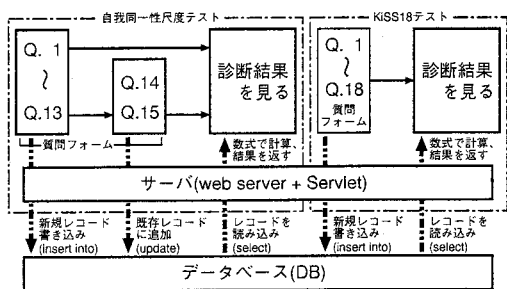 自我同一性尺度テスト
Q. 1
〜
Q.13
Q.14
Q.15
診断結果
を見る
質問フォーム
数式で計算、
結果を返す
KiSS18テスト
Q. 1
〜
Q.18
質問
フォーム
診断結果
を見る
数式で計算、
結果を返す
サーバ(web server + Servlet)
新規レコード
書き込み
(insert into)
既存レコード
に追加
(update)
レコードを
読み込み
(select)
新規レコード
書き込み
(insert into)
レコードを
読み込み
(select)
データベース(DB)